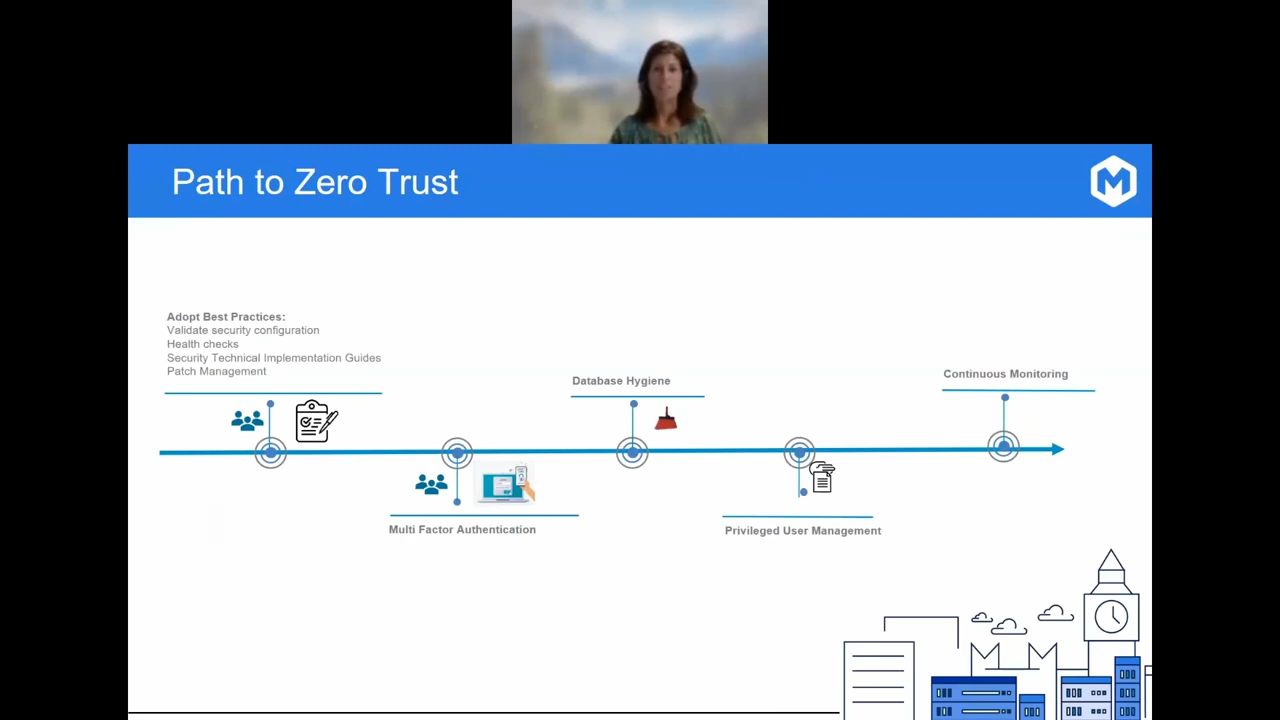 Path to Zero Trust
Adopt Best Practices:
Validate security configuration
Health checks
Security Technical Implementation Guides
Patch Management
Database Hygiene
Continuous Monitoring
Multi Factor Authentication
Privileged User Management